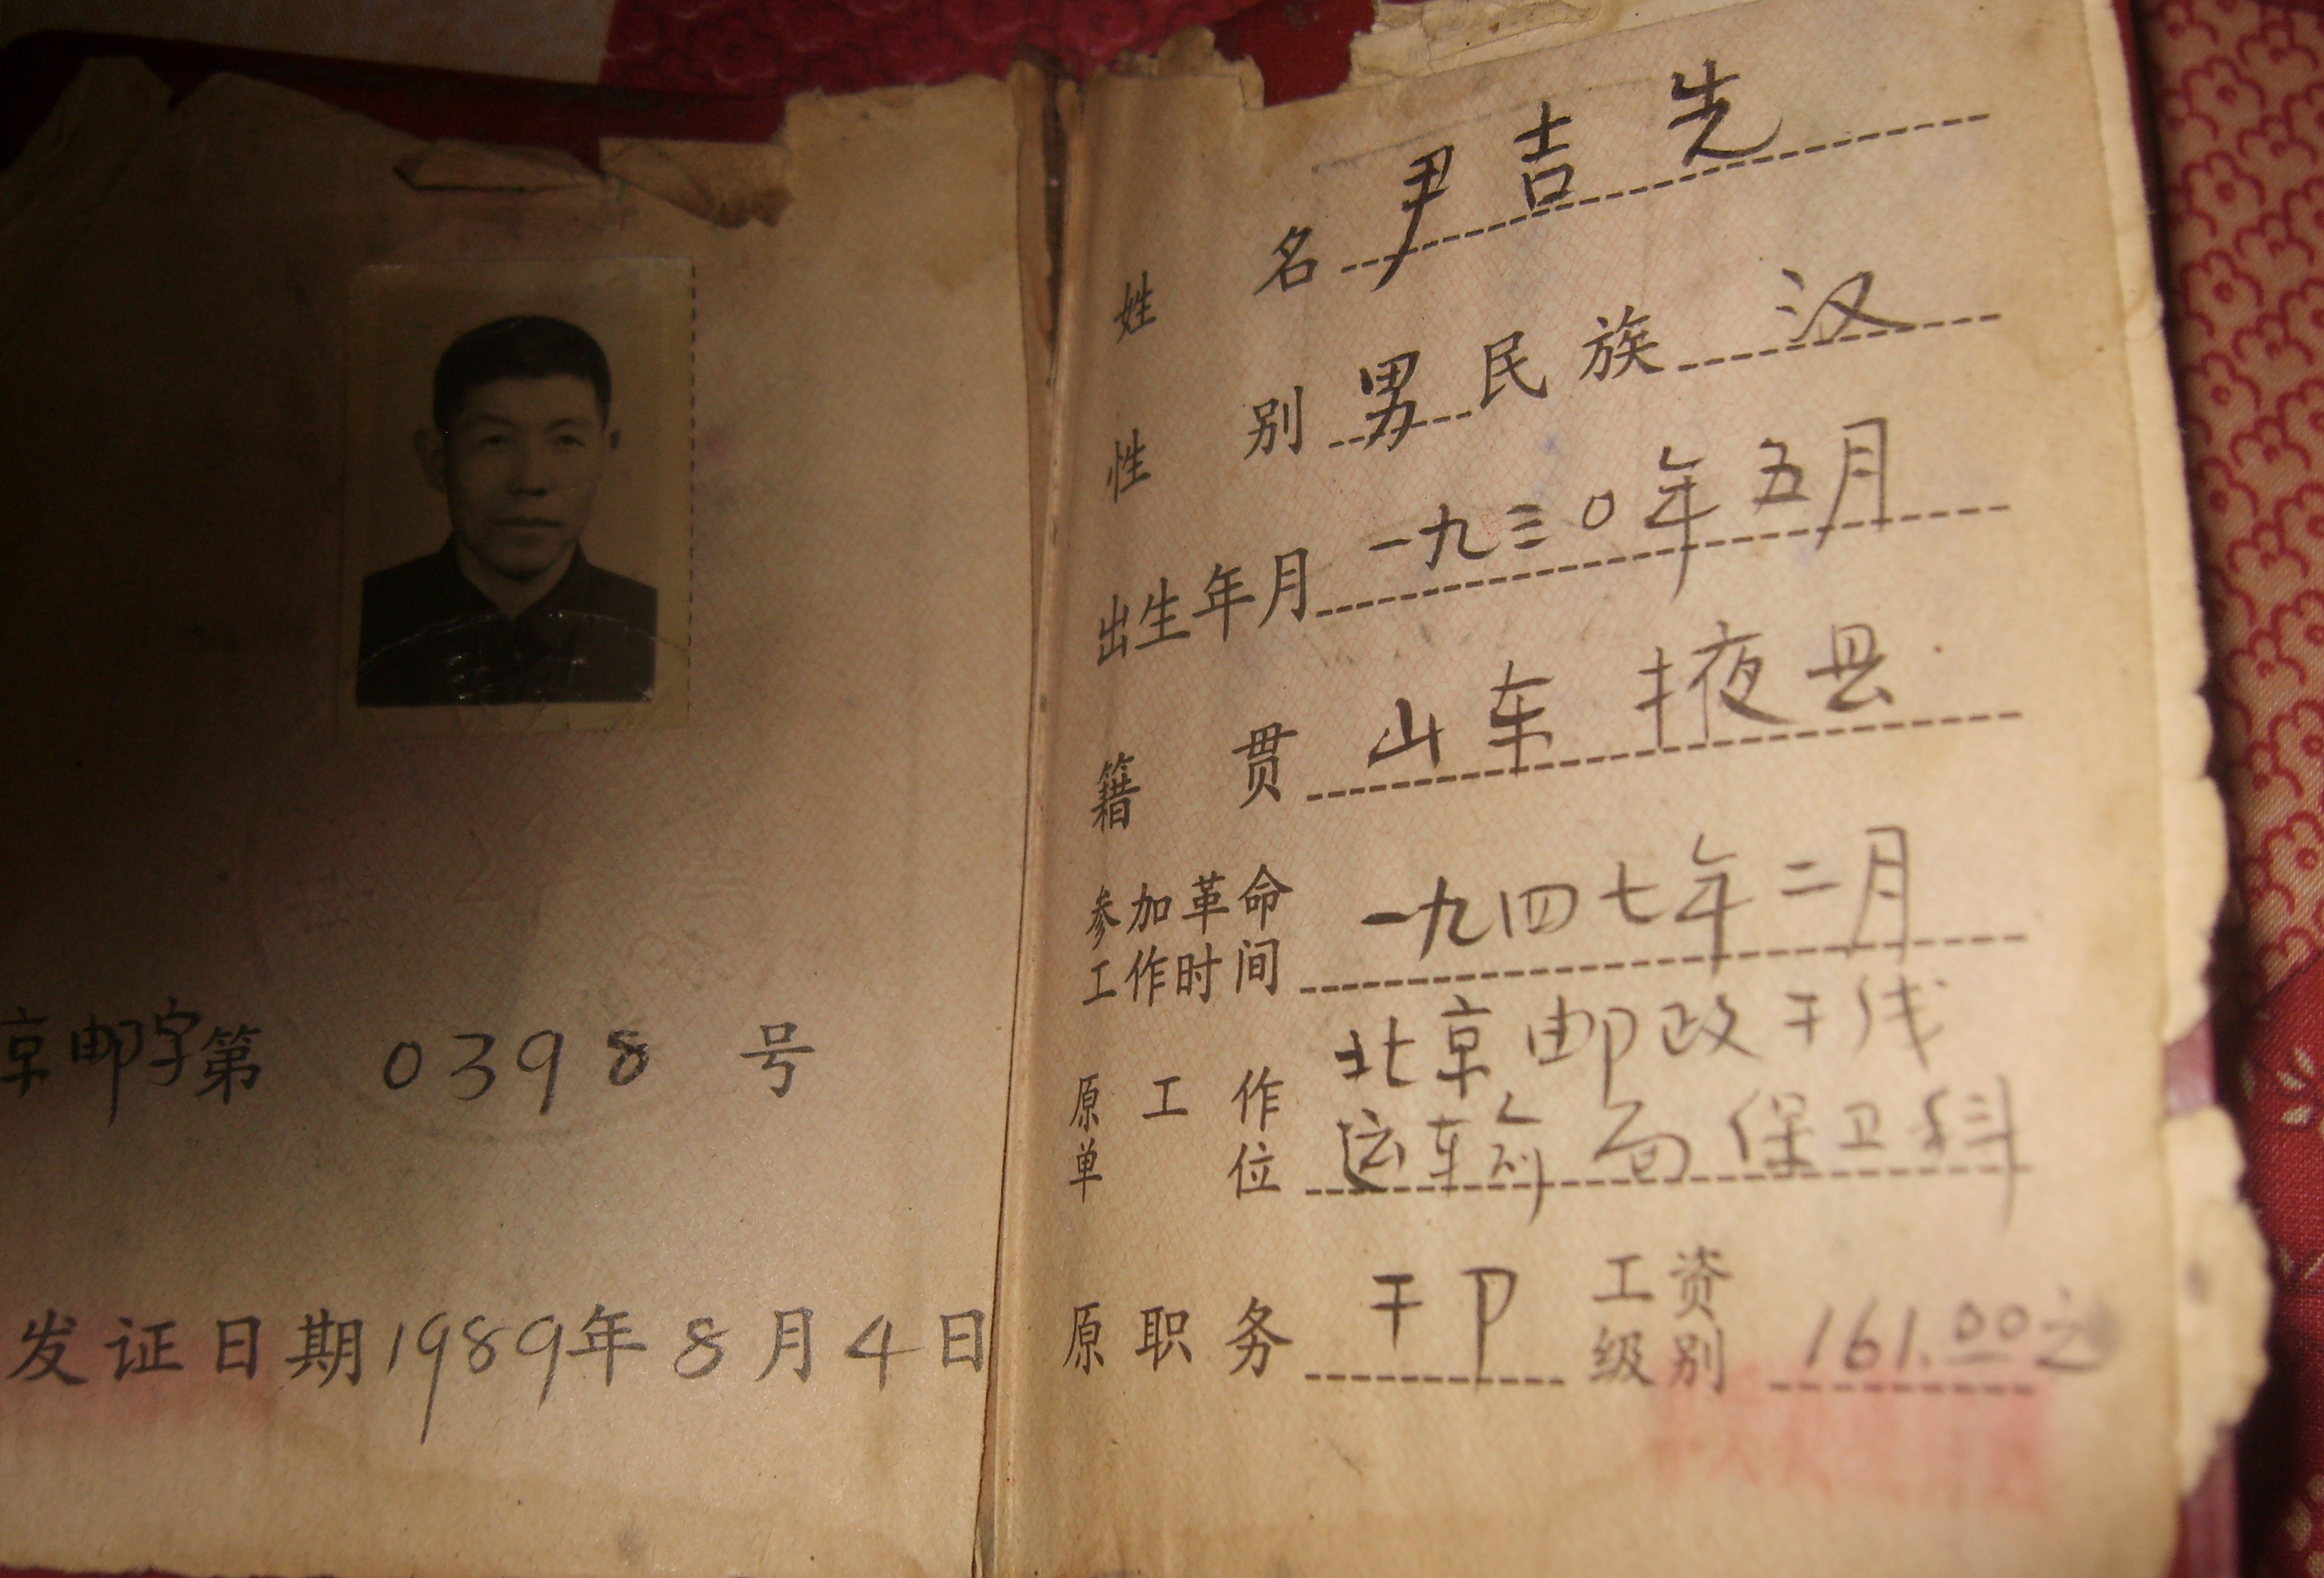 京邮字第 0398 号
发证日期1989年8月4日
姓名 尹吉先
性别 男 民族 汉
出生年月 一九三〇年五月
籍贯 山东掖县
参加革命
工作时间 一九四七年二月
原工作 北京邮政干线
单位 运输局保卫科
原职务 干卩 工资
级别 161.00元